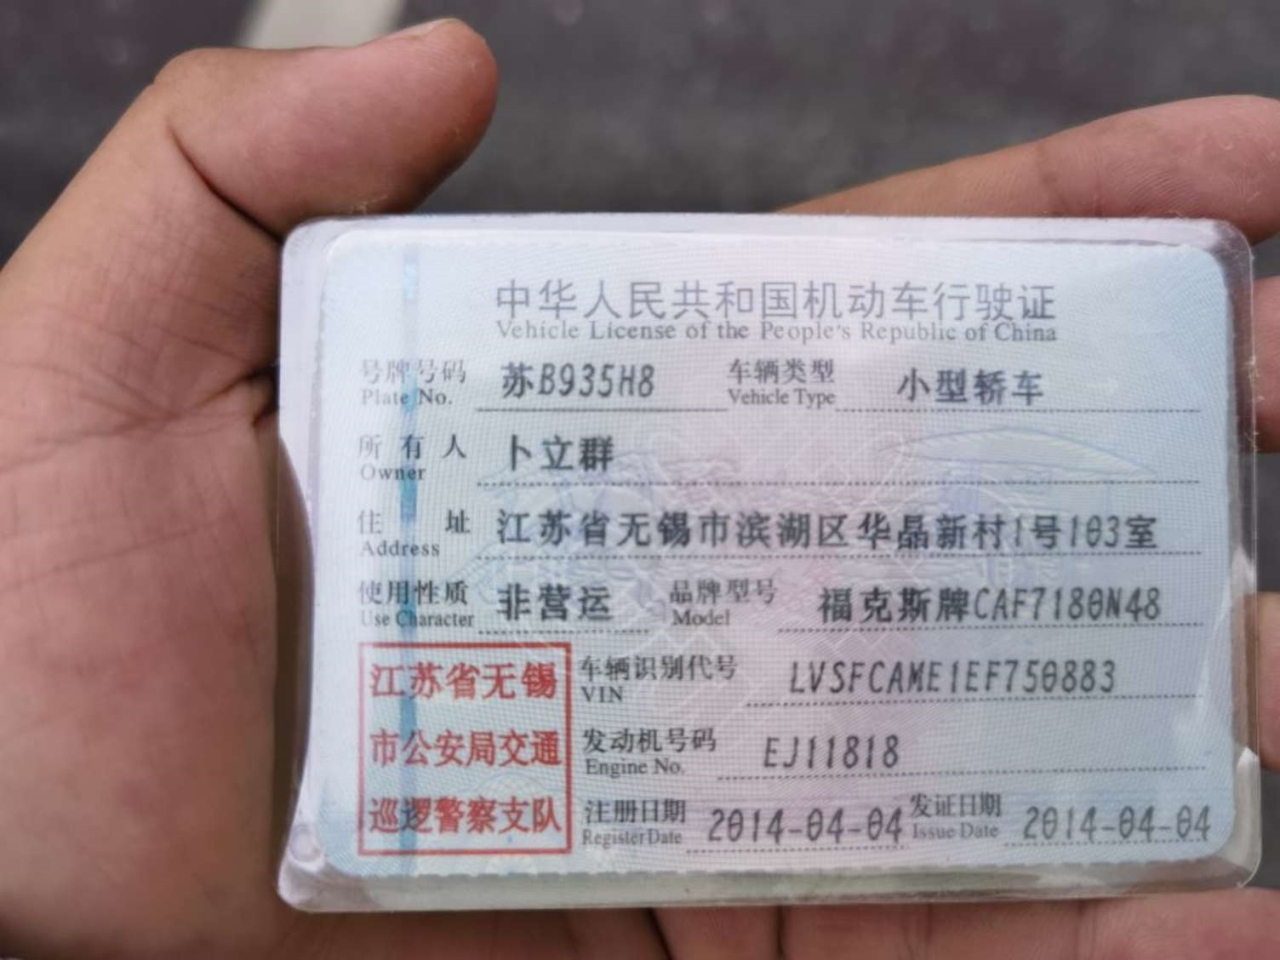 中华人民共和国机动车行驶证
Vehicle License of the People's Republic of China
号牌号码 苏B935H8 车辆类型 小型轿车
Plate No. Vehicle Type
所有人 卜立群
Owner
住址 江苏省无锡市滨湖区华晶新村1号103室
Address
使用性质 非营运 品牌型号 福克斯牌CAF7180N48
Use Character Model
江苏省无锡 车辆识别代号 LVSFCAME1EF750883
VIN
市公安局交通 发动机号码 EJ11818
Engine No.
巡逻警察支队 注册日期 2014-04-04 发证日期 2014-04-04
Register Date Issue Date